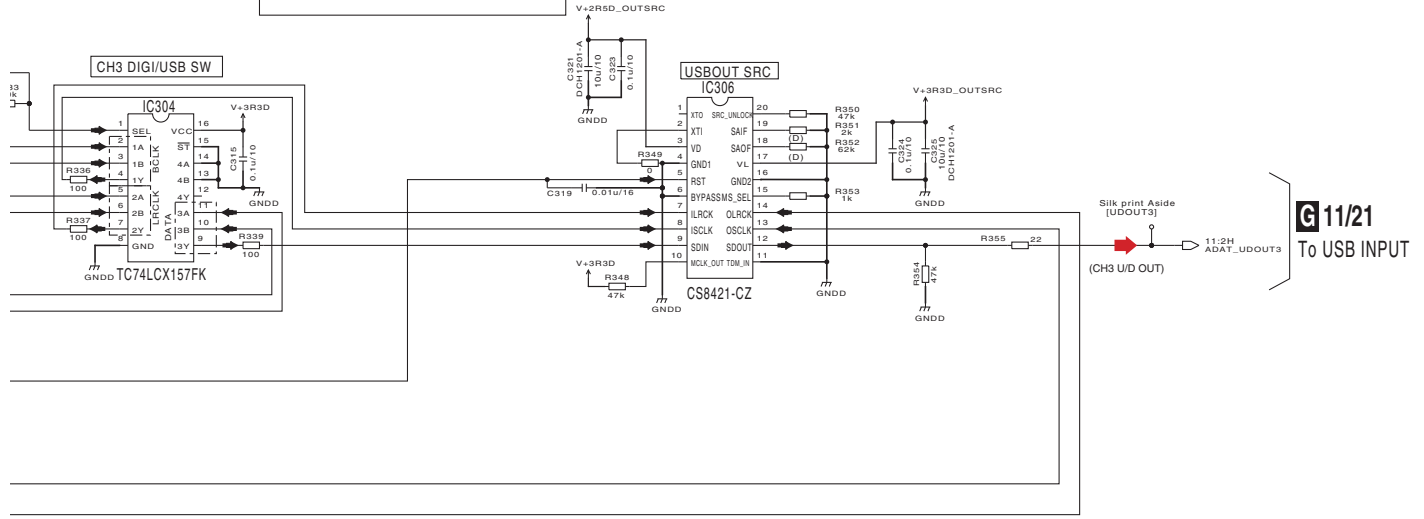 V+2R5D_OUTSRC
C321
DCH1201-A
10u/10
C323
0.1u/10
GNDD
CH3 DIGI/USB SW
IC304
V+3R3D
USBOUT SRC
IC306
V+3R3D_OUTSRC
1 SEL VCC 16
2 1A ST 15
3 1B 4A 14
4 1Y 4B 13
5 2A 4Y 12
6 2B 3A 11
7 2Y 3B 10
8 GND 3Y 9
BCLK
LRCLK
DATA
C315
0.1u/10
GNDD
R336
100
R337
100
R339
100
GNDD
TC74LCX157FK
1 XTO SRC_UNLOCK 20
2 XTI SAIF 19
3 VD SAOF 18
4 GND1 VL 17
5 RST GND2 16
6 BYPASS MS_SEL 15
7 ILRCK OLRCK 14
8 ISCLK OSCLK 13
9 SDIN SDOUT 12
10 MCLK_OUT TDM_IN 11
R349
0
C319
0.01u/16
R350
47k
R351
2k
(D)
R352
62k
(D)
R353
1k
C324
0.1u/10
C325
10u/10
DCH1201-A
GNDD
V+3R3D
R348
47k
GNDD
CS8421-CZ
GNDD
R354
47k
GNDD
R355
22
Silk print Aside
[UDOUT3]
(CH3 U/D OUT)
11:2H
ADAT_UDOUT3
G 11/21
To USB INPUT